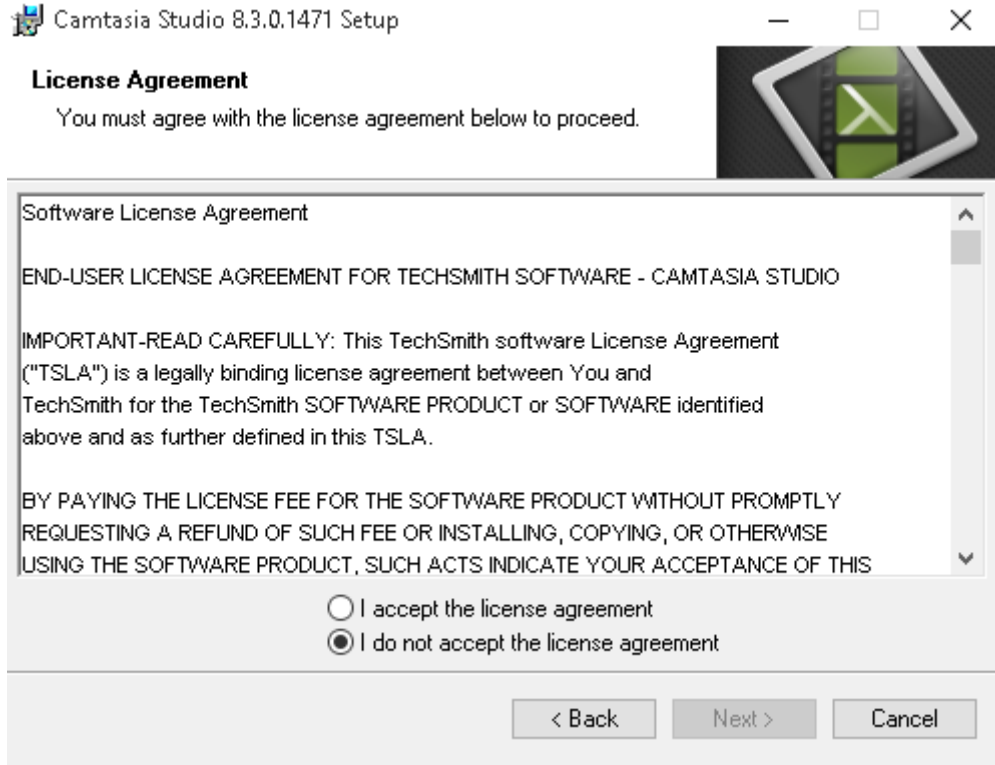 Camtasia Studio 8.3.0.1471 Setup
License Agreement
You must agree with the license agreement below to proceed.
Software License Agreement
END-USER LICENSE AGREEMENT FOR TECHSMITH SOFTWARE - CAMTASIA STUDIO
IMPORTANT-READ CAREFULLY: This TechSmith software License Agreement
("TSLA") is a legally binding license agreement between You and
TechSmith for the TechSmith SOFTWARE PRODUCT or SOFTWARE identified
above and as further defined in this TSLA.
BY PAYING THE LICENSE FEE FOR THE SOFTWARE PRODUCT WITHOUT PROMPTLY
REQUESTING A REFUND OF SUCH FEE OR INSTALLING, COPYING, OR OTHERWISE
USING THE SOFTWARE PRODUCT, SUCH ACTS INDICATE YOUR ACCEPTANCE OF THIS
I accept the license agreement
I do not accept the license agreement
< Back Next > Cancel